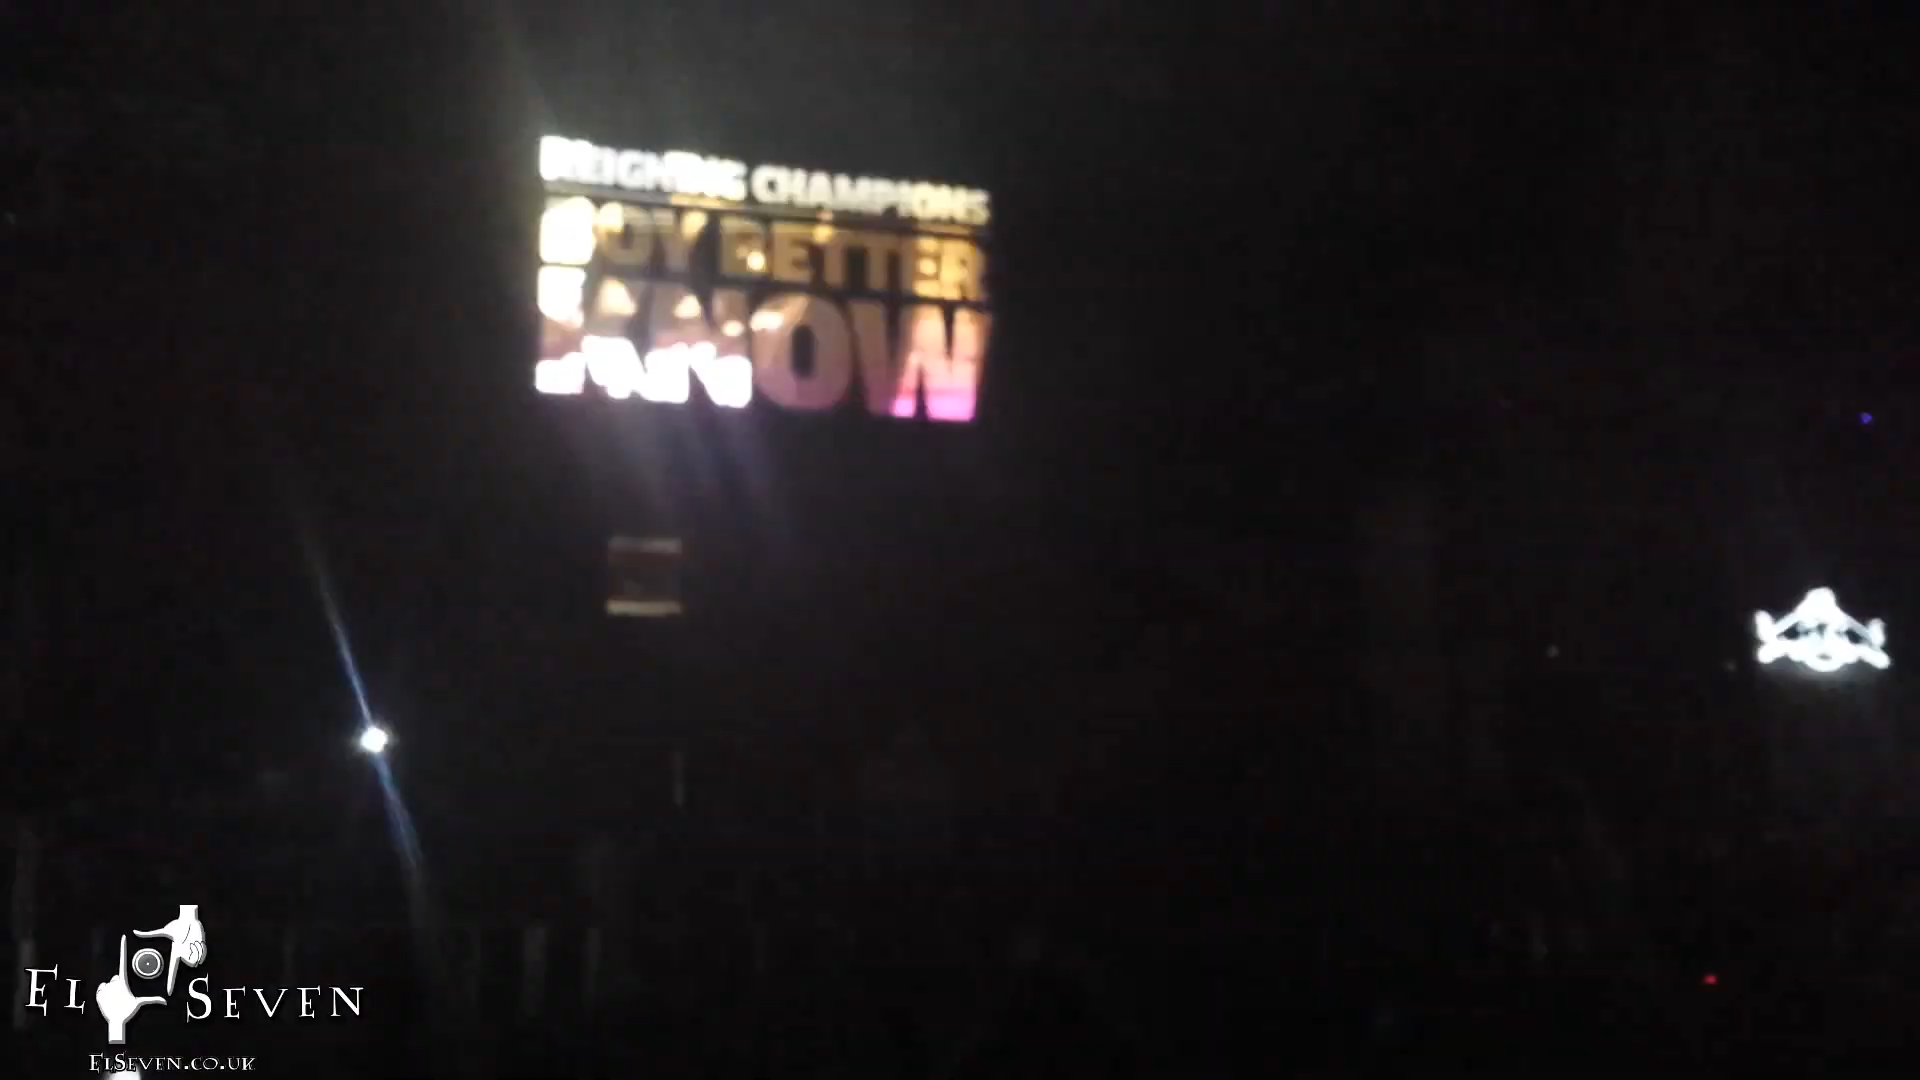 REIGNING CHAMPIONS
BOY BETTER
KNOW
EL SEVEN
ELSEVEN.CO.UK